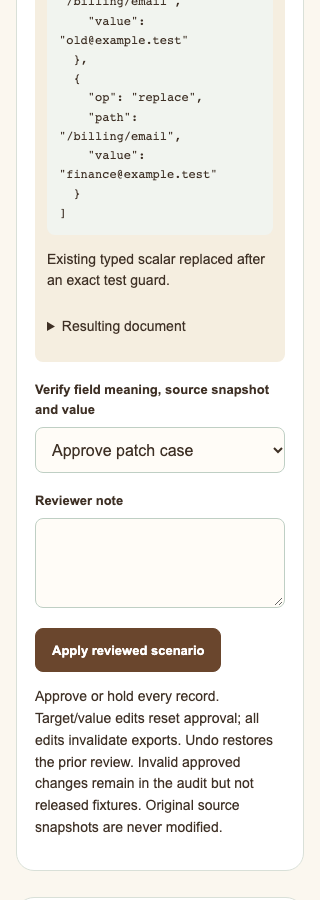 "/billing/email",
"value":
"old@example.test"
},
{
"op": "replace",
"path":
"/billing/email",
"value":
"finance@example.test"
}
]
Existing typed scalar replaced after
an exact test guard.
▶ Resulting document
Verify field meaning, source snapshot
and value
Approve patch case
Reviewer note
Apply reviewed scenario
Approve or hold every record.
Target/value edits reset approval; all
edits invalidate exports. Undo restores
the prior review. Invalid approved
changes remain in the audit but not
released fixtures. Original source
snapshots are never modified.